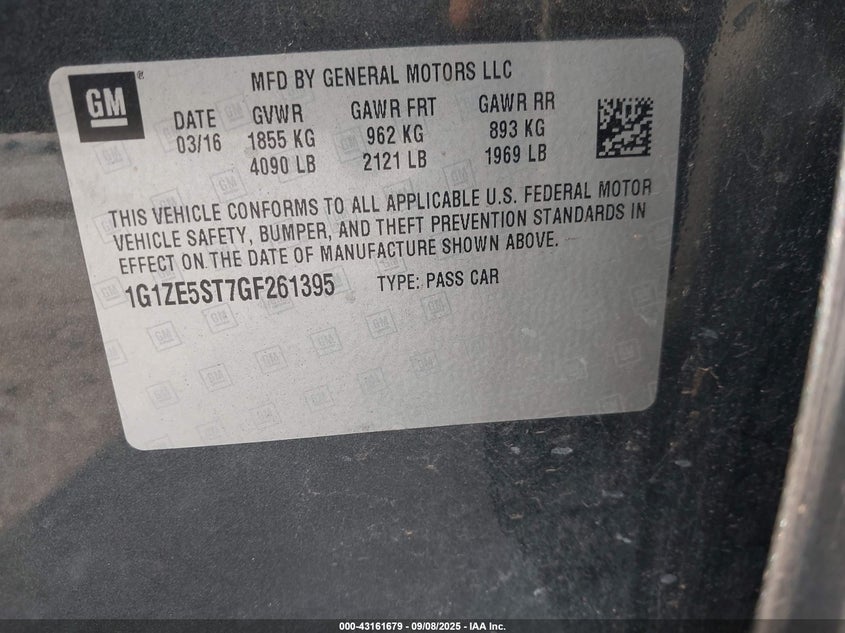 GM
MFD BY GENERAL MOTORS LLC
DATE GVWR GAWR FRT GAWR RR
03/16 1855 KG 962 KG 893 KG
4090 LB 2121 LB 1969 LB
THIS VEHICLE CONFORMS TO ALL APPLICABLE U.S. FEDERAL MOTOR
VEHICLE SAFETY, BUMPER, AND THEFT PREVENTION STANDARDS IN
EFFECT ON THE DATE OF MANUFACTURE SHOWN ABOVE.
1G1ZE5ST7GF261395 TYPE: PASS CAR
000-43161679 - 09/08/2025 - IAA Inc.